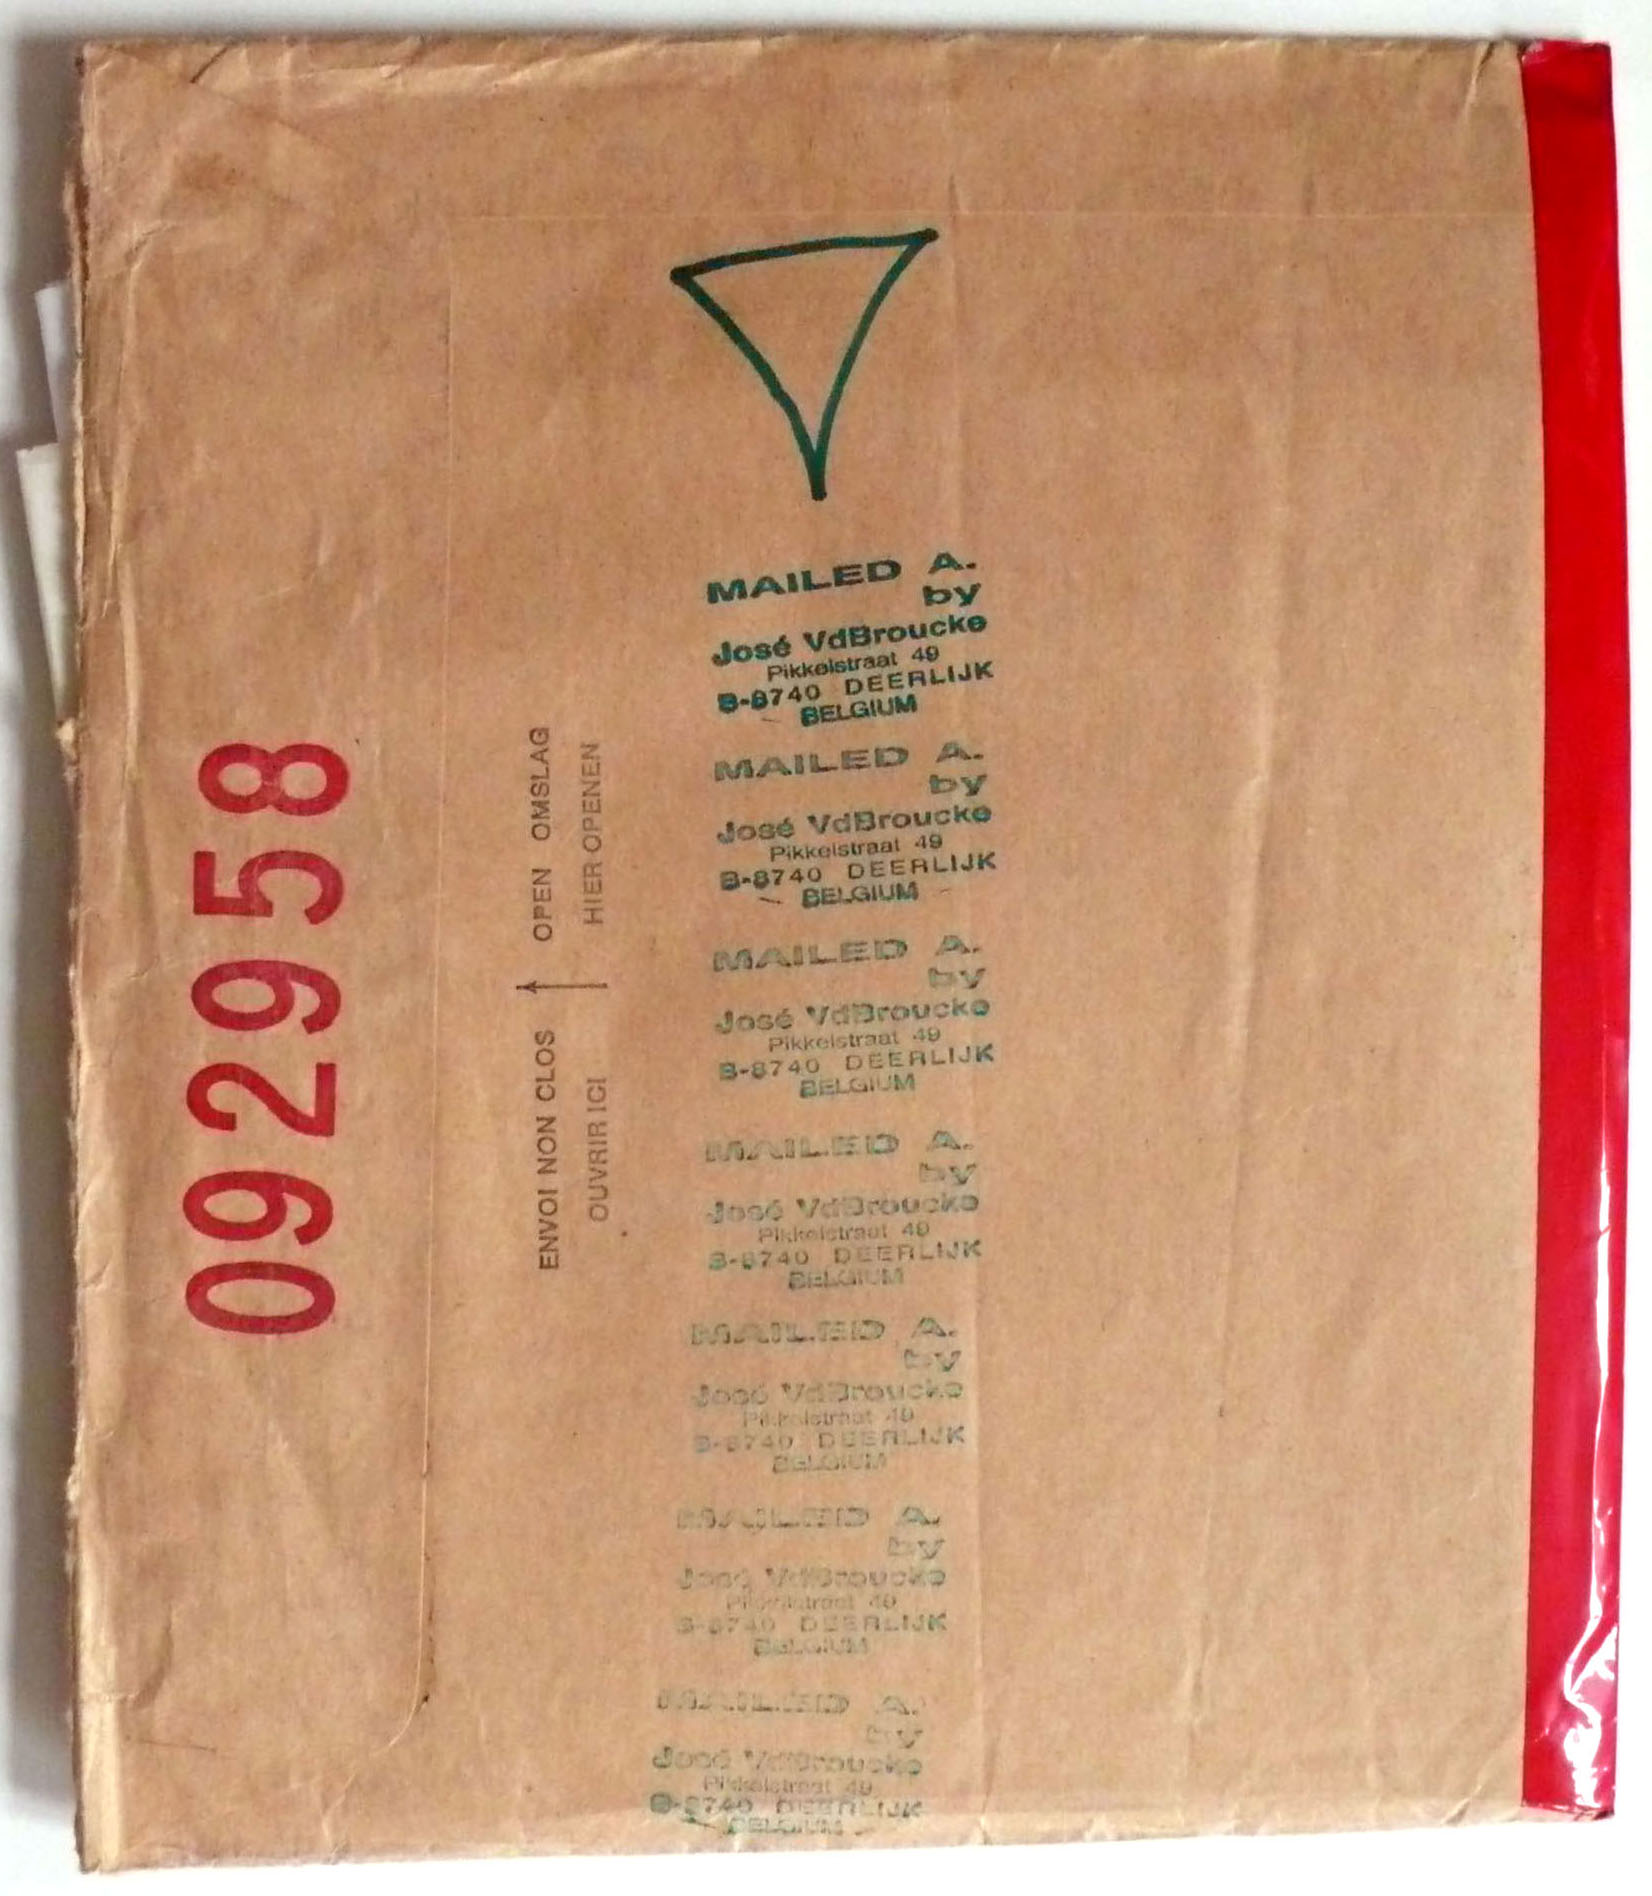 092958
OPEN OMSLAG
HIER OPENEN
ENVOI NON CLOS
OUVRIR ICI
MAILED A.
by
José VdBroucke
Pikkelstraat 49
B-8740 DEERLIJK
BELGIUM
MAILED A.
by
José VdBroucke
Pikkelstraat 49
B-8740 DEERLIJK
BELGIUM
MAILED A.
by
José VdBroucke
Pikkelstraat 49
B-8740 DEERLIJK
BELGIUM
MAILED A.
by
José VdBroucke
Pikkelstraat 49
B-8740 DEERLIJK
BELGIUM
MAILED A.
by
José VdBroucke
Pikkelstraat 49
B-8740 DEERLIJK
BELGIUM
MAILED A.
by
José VdBroucke
Pikkelstraat 49
B-8740 DEERLIJK
BELGIUM
MAILED A.
by
José VdBroucke
Pikkelstraat 49
B-8740 DEERLIJK
BELGIUM